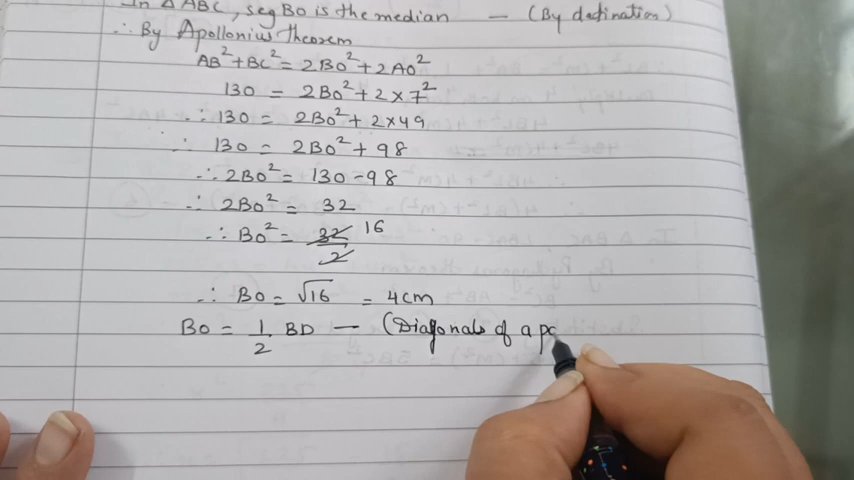 In △ABC, seg BO is the median — (By defination)
∴ By Apollonius theorem
AB² + BC² = 2BO² + 2AO²
130 = 2BO² + 2 × 7²
∴ 130 = 2BO² + 2 × 49
∴ 130 = 2BO² + 98
∴ 2BO² = 130 - 98
∴ 2BO² = 32
∴ BO² = 32/2 16
∴ BO = √16 = 4cm
BO = 1/2 BD — (Diagonals of a pa